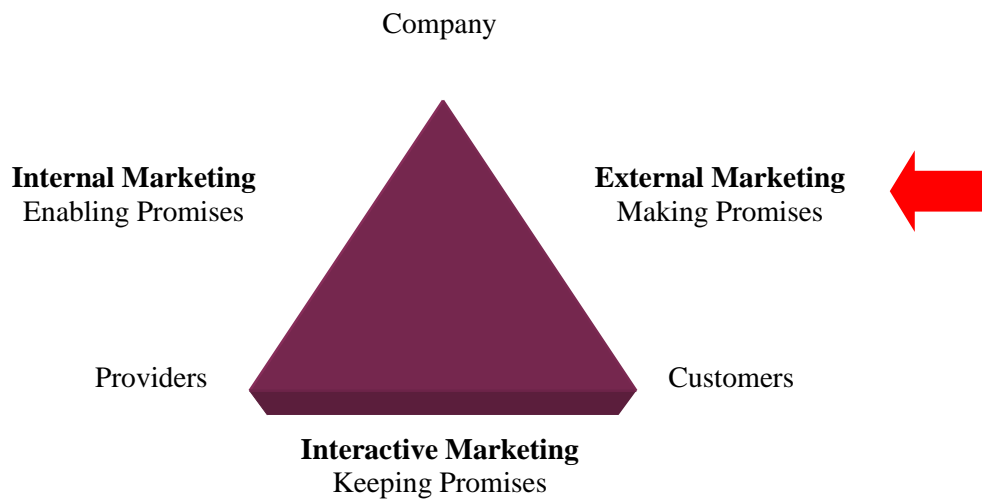 Company
Internal Marketing
Enabling Promises
External Marketing
Making Promises
Providers
Customers
Interactive Marketing
Keeping Promises